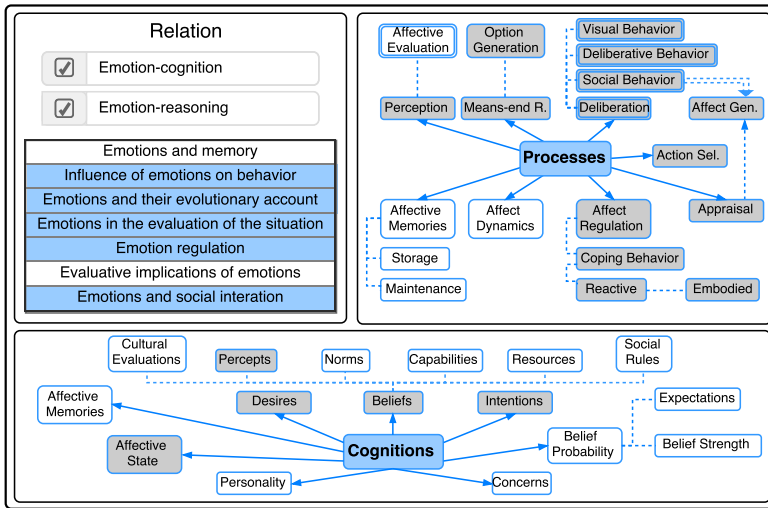 Relation
Emotion-cognition
Emotion-reasoning
Emotions and memory
Influence of emotions on behavior
Emotions and their evolutionary account
Emotions in the evaluation of the situation
Emotion regulation
Evaluative implications of emotions
Emotions and social interation
Affective
Evaluation
Option
Generation
Visual Behavior
Deliberative Behavior
Social Behavior
Perception
Means-end R.
Deliberation
Affect Gen.
Processes
Action Sel.
Affective
Memories
Affect
Dynamics
Affect
Regulation
Appraisal
Storage
Coping Behavior
Maintenance
Reactive
Embodied
Cultural
Evaluations
Percepts
Norms
Capabilities
Resources
Social
Rules
Affective
Memories
Desires
Beliefs
Intentions
Expectations
Affective
State
Cognitions
Belief
Probability
Belief Strength
Personality
Concerns